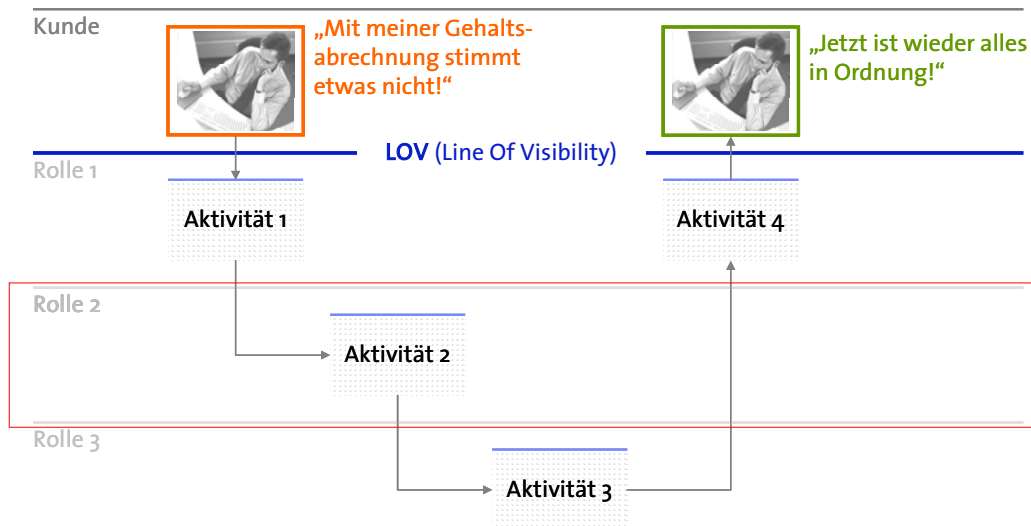 Kunde
„Mit meiner Gehalts-
abrechnung stimmt
etwas nicht!“
„Jetzt ist wieder alles
in Ordnung!“
LOV (Line Of Visibility)
Rolle 1
Aktivität 1
Aktivität 4
Rolle 2
Aktivität 2
Rolle 3
Aktivität 3